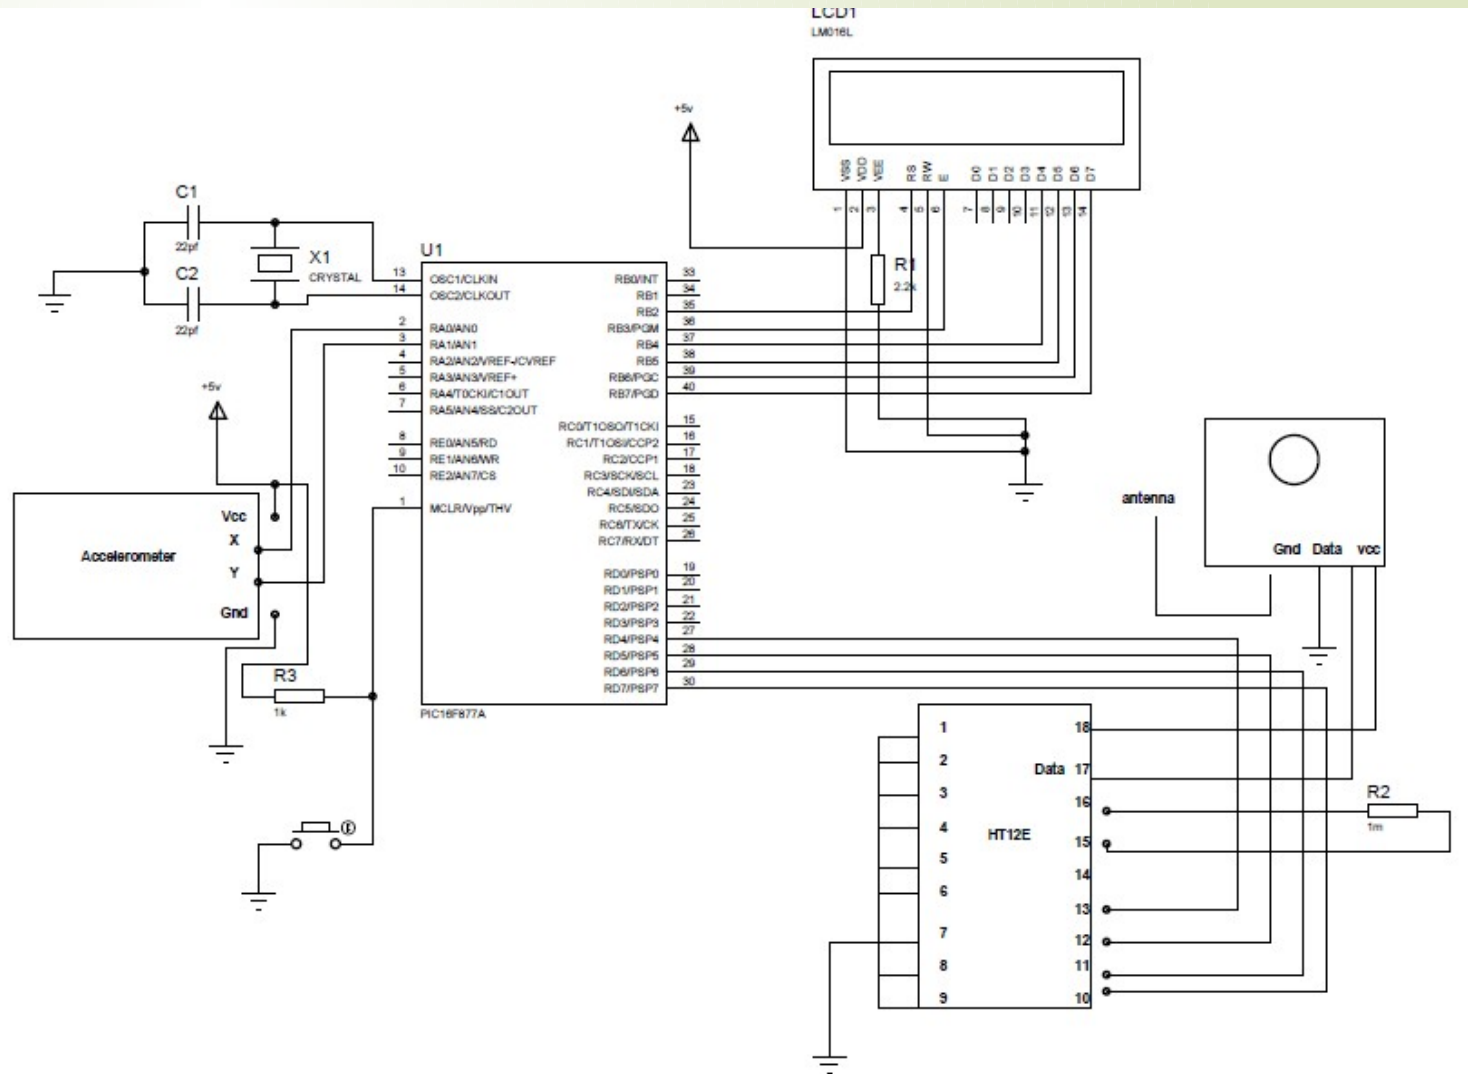 LCD1
LM016L
+5v
VSS
VDD
VEE
RS
RW
E
D0
D1
D2
D3
D4
D5
D6
D7
1
2
3
4
5
6
7
8
9
10
11
12
13
14
R1
2.2k
C1
22pf
C2
22pf
X1
CRYSTAL
U1
13 OSC1/CLKIN
14 OSC2/CLKOUT
2 RA0/AN0
3 RA1/AN1
4 RA2/AN2/VREF-/CVREF
5 RA3/AN3/VREF+
6 RA4/T0CKI/C1OUT
7 RA5/AN4/SS/C2OUT
8 RE0/AN5/RD
9 RE1/AN6/WR
10 RE2/AN7/CS
1 MCLR/Vpp/THV
RB0/INT 33
RB1 34
RB2 35
RB3/PGM 36
RB4 37
RB5 38
RB6/PGC 39
RB7/PGD 40
RC0/T1OSO/T1CKI 15
RC1/T1OSI/CCP2 16
RC2/CCP1 17
RC3/SCK/SCL 18
RC4/SDI/SDA 23
RC5/SDO 24
RC6/TX/CK 25
RC7/RX/DT 26
RD0/PSP0 19
RD1/PSP1 20
RD2/PSP2 21
RD3/PSP3 22
RD4/PSP4 27
RD5/PSP5 28
RD6/PSP6 29
RD7/PSP7 30
PIC16F877A
+5v
Accelerometer
Vcc
X
Y
Gnd
R3
1k
antenna
Gnd Data vcc
HT12E
1
2
3
4
5
6
7
8
9
18
Data 17
16
15
14
13
12
11
10
R2
1m